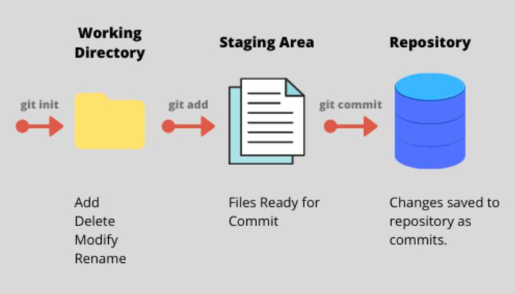 Working
Directory
Staging Area
Repository
git init
git add
git commit
Add
Delete
Modify
Rename
Files Ready for
Commit
Changes saved to
repository as
commits.